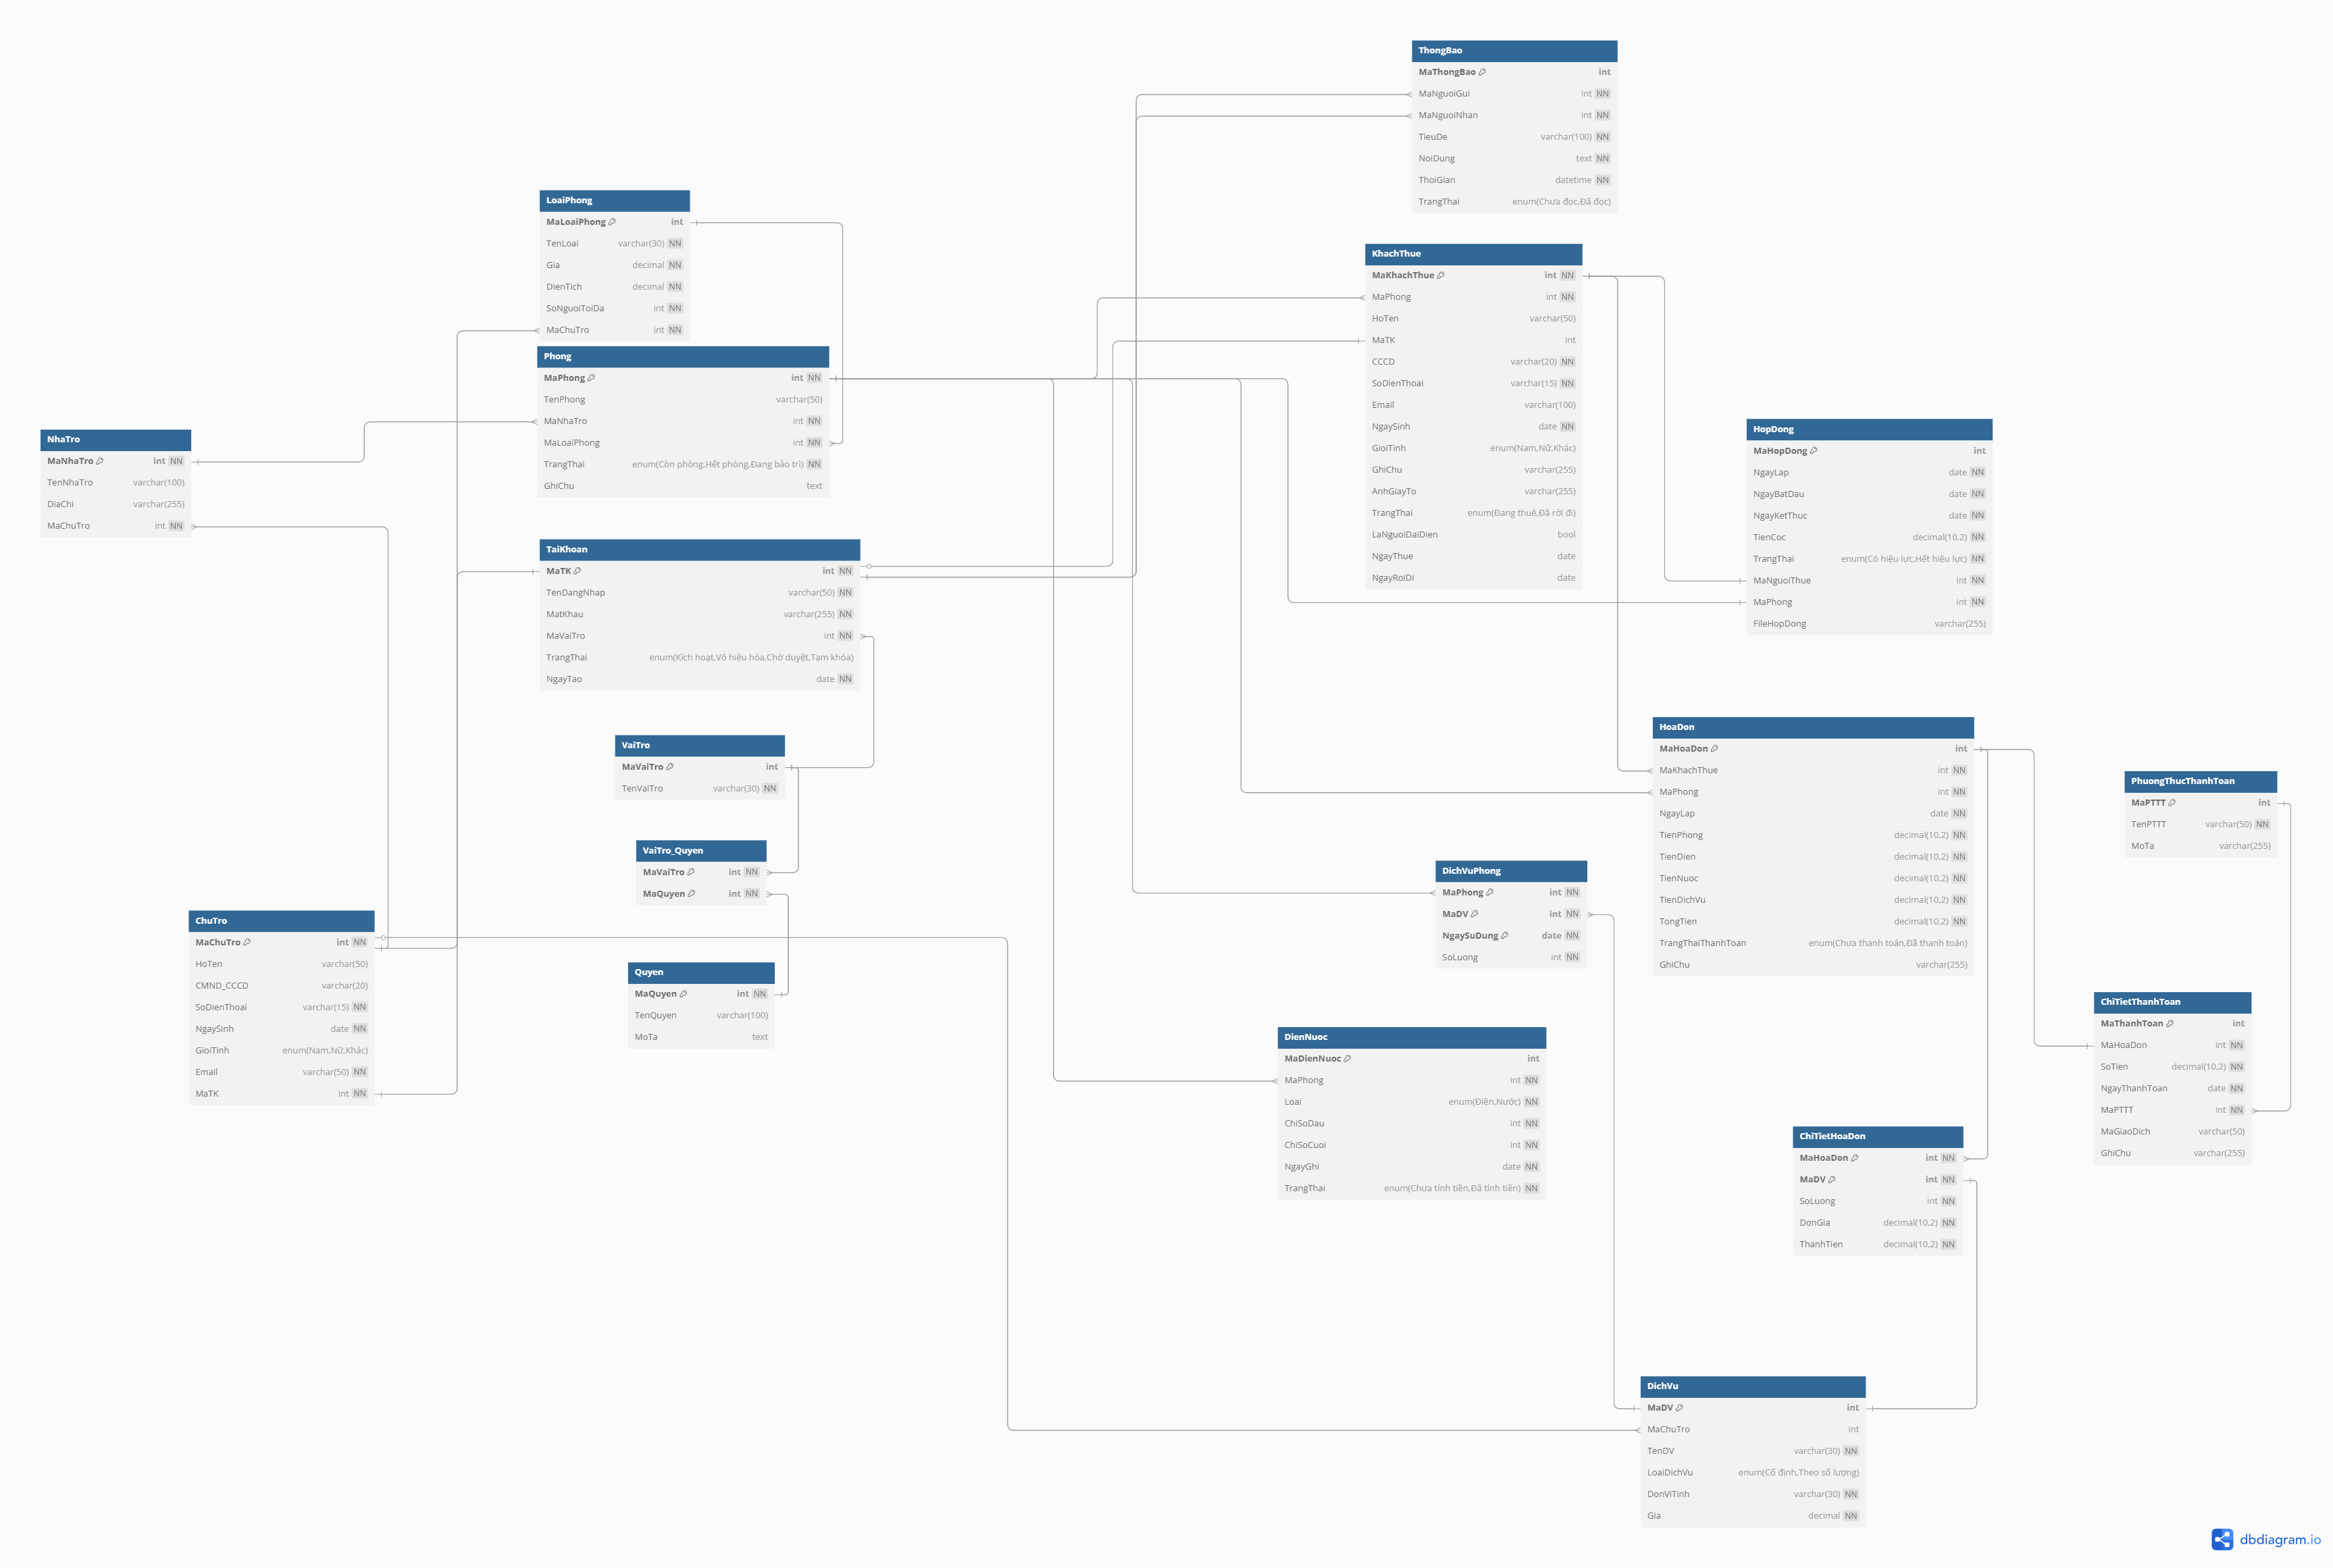 ThongBao
MaThongBao int
MaNguoiGui int NN
MaNguoiNhan int NN
TieuDe varchar(100) NN
NoiDung text NN
ThoiGian datetime NN
TrangThai enum(Chưa đọc,Đã đọc)
LoaiPhong
MaLoaiPhong int
TenLoai varchar(30) NN
Gia decimal NN
DienTich decimal NN
SoNguoiToiDa int NN
MaChuTro int NN
KhachThue
MaKhachThue int NN
MaPhong int NN
HoTen varchar(50)
MaTK int
CCCD varchar(20) NN
SoDienThoai varchar(15) NN
Email varchar(100)
NgaySinh date NN
GioiTinh enum(Nam,Nữ,Khác)
GhiChu varchar(255)
AnhGiayTo varchar(255)
TrangThai enum(Đang thuê,Đã rời đi)
LaNguoiDaiDien bool
NgayThue date
NgayRoiDi date
Phong
MaPhong int NN
TenPhong varchar(50)
MaNhaTro int NN
MaLoaiPhong int NN
TrangThai enum(Còn phòng,Hết phòng,Đang bảo trì) NN
GhiChu text
NhaTro
MaNhaTro int NN
TenNhaTro varchar(100)
DiaChi varchar(255)
MaChuTro int NN
HopDong
MaHopDong int
NgayLap date NN
NgayBatDau date NN
NgayKetThuc date NN
TienCoc decimal(10,2) NN
TrangThai enum(Có hiệu lực,Hết hiệu lực) NN
MaNguoiThue int NN
MaPhong int NN
FileHopDong varchar(255)
TaiKhoan
MaTK int NN
TenDangNhap varchar(50) NN
MatKhau varchar(255) NN
MaVaiTro int NN
TrangThai enum(Kích hoạt,Vô hiệu hóa,Chờ duyệt,Tạm khóa)
NgayTao date NN
VaiTro
MaVaiTro int
TenVaiTro varchar(30) NN
HoaDon
MaHoaDon int
MaKhachThue int NN
MaPhong int NN
NgayLap date NN
TienPhong decimal(10,2) NN
TienDien decimal(10,2) NN
TienNuoc decimal(10,2) NN
TienDichVu decimal(10,2) NN
TongTien decimal(10,2) NN
TrangThaiThanhToan enum(Chưa thanh toán,Đã thanh toán)
GhiChu varchar(255)
PhuongThucThanhToan
MaPTTT int
TenPTTT varchar(50) NN
MoTa varchar(255)
VaiTro_Quyen
MaVaiTro int NN
MaQuyen int NN
DichVuPhong
MaPhong int NN
MaDV int NN
NgaySuDung date NN
SoLuong int NN
ChuTro
MaChuTro int NN
HoTen varchar(50)
CMND_CCCD varchar(20)
SoDienThoai varchar(15) NN
NgaySinh date NN
GioiTinh enum(Nam,Nữ,Khác)
Email varchar(50) NN
MaTK int NN
Quyen
MaQuyen int NN
TenQuyen varchar(100)
MoTa text
DienNuoc
MaDienNuoc int
MaPhong int NN
Loai enum(Điện,Nước) NN
ChiSoDau int NN
ChiSoCuoi int NN
NgayGhi date NN
TrangThai enum(Chưa tính tiền,Đã tính tiền) NN
ChiTietThanhToan
MaThanhToan int
MaHoaDon int NN
SoTien decimal(10,2) NN
NgayThanhToan date NN
MaPTTT int NN
MaGiaoDich varchar(50)
GhiChu varchar(255)
ChiTietHoaDon
MaHoaDon int NN
MaDV int NN
SoLuong int NN
DonGia decimal(10,2) NN
ThanhTien decimal(10,2) NN
DichVu
MaDV int
MaChuTro int
TenDV varchar(30) NN
LoaiDichVu enum(Cố định,Theo số lượng)
DonViTinh varchar(30) NN
Gia decimal NN
dbdiagram.io